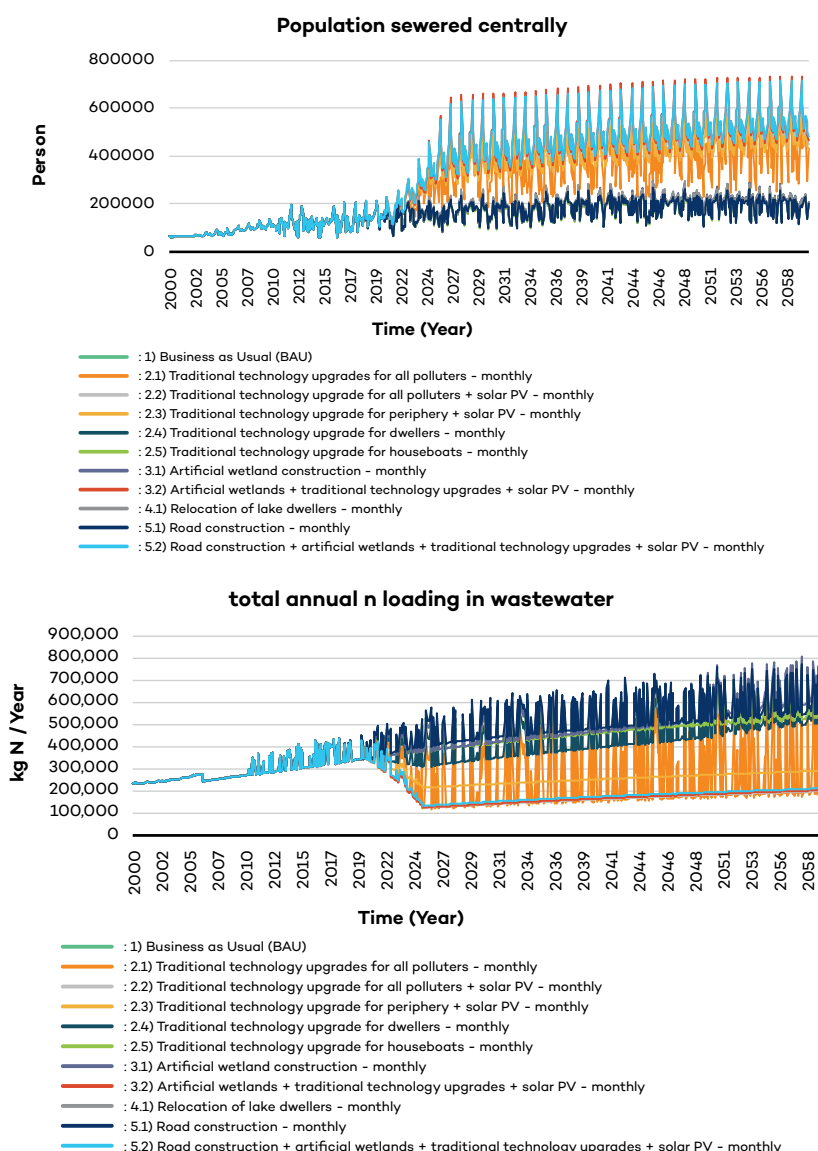 Population sewered centrally
800000
600000
400000
200000
0
Person
2000 2002 2005 2007 2010 2012 2015 2017 2019 2022 2024 2027 2029 2031 2034 2036 2039 2041 2044 2046 2048 2051 2053 2056 2058
Time (Year)
: 1) Business as Usual (BAU)
: 2.1) Traditional technology upgrades for all polluters - monthly
: 2.2) Traditional technology upgrade for all polluters + solar PV - monthly
: 2.3) Traditional technology upgrade for periphery + solar PV - monthly
: 2.4) Traditional technology upgrade for dwellers - monthly
: 2.5) Traditional technology upgrade for houseboats - monthly
: 3.1) Artificial wetland construction - monthly
: 3.2) Artificial wetlands + traditional technology upgrades + solar PV - monthly
: 4.1) Relocation of lake dwellers - monthly
: 5.1) Road construction - monthly
: 5.2) Road construction + artificial wetlands + traditional technology upgrades + solar PV - monthly
total annual n loading in wastewater
900,000
800,000
700,000
600,000
500,000
400,000
300,000
200,000
100,000
0
kg N / Year
2000 2002 2005 2007 2010 2012 2015 2017 2019 2022 2024 2027 2029 2031 2034 2036 2039 2041 2044 2046 2048 2051 2053 2056 2058
Time (Year)
: 1) Business as Usual (BAU)
: 2.1) Traditional technology upgrades for all polluters - monthly
: 2.2) Traditional technology upgrade for all polluters + solar PV - monthly
: 2.3) Traditional technology upgrade for periphery + solar PV - monthly
: 2.4) Traditional technology upgrade for dwellers - monthly
: 2.5) Traditional technology upgrade for houseboats - monthly
: 3.1) Artificial wetland construction - monthly
: 3.2) Artificial wetlands + traditional technology upgrades + solar PV - monthly
: 4.1) Relocation of lake dwellers - monthly
: 5.1) Road construction - monthly
: 5.2) Road construction + artificial wetlands + traditional technology upgrades + solar PV - monthly